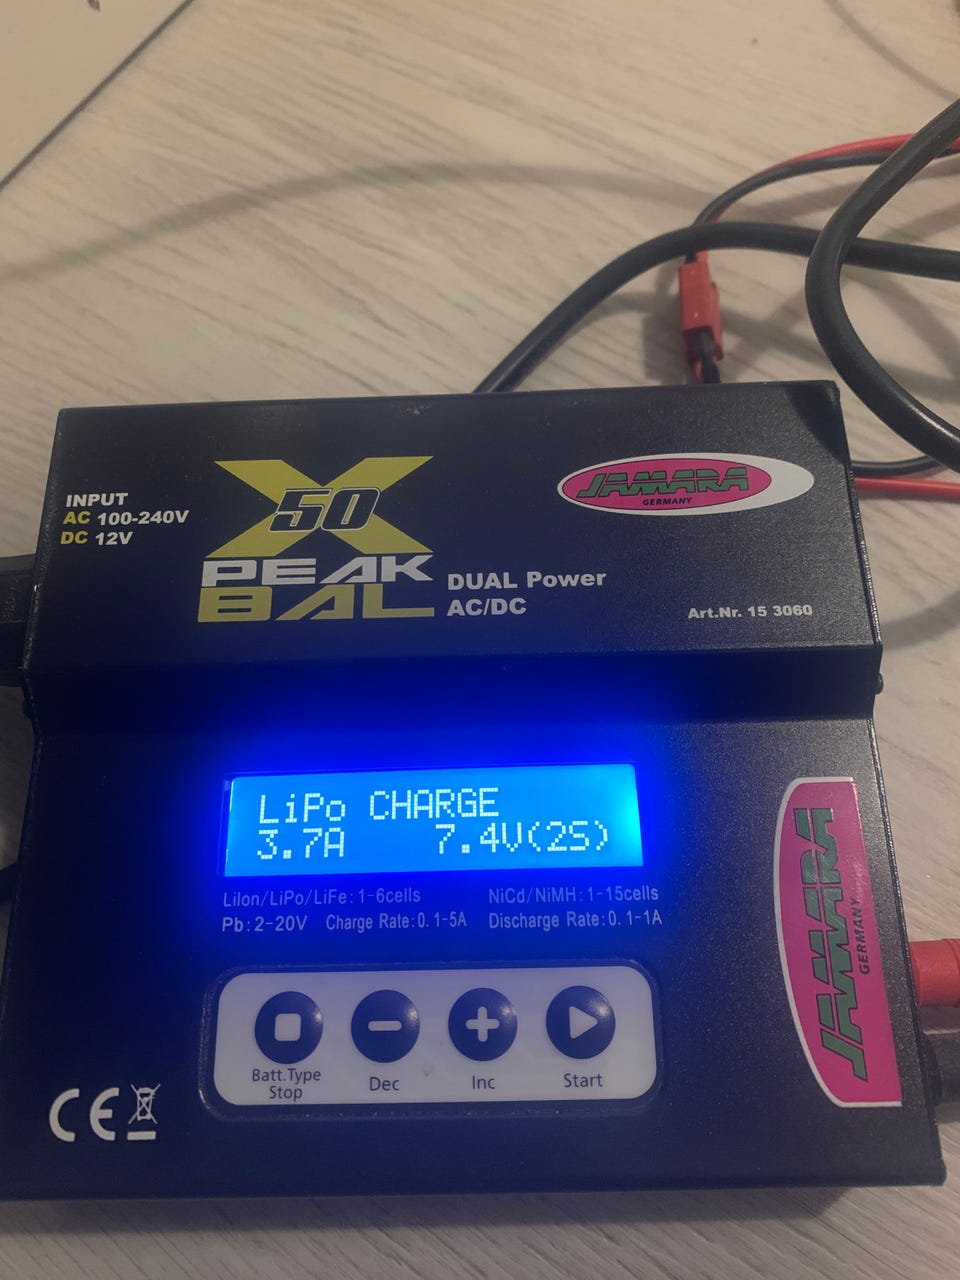 INPUT
AC 100-240V
DC 12V
X
50
PEAK
BAL
DUAL Power
AC/DC
JAMARA
GERMANY
Art.Nr. 15 3060
LiPo CHARGE
3.7A 7.4V(2S)
LiIon/LiPo/LiFe: 1-6cells NiCd/NiMH: 1-15cells
Pb: 2-20V Charge Rate: 0.1-5A Discharge Rate: 0.1-1A
Batt.Type
Stop
Dec
Inc
Start
JAMARA
GERMANY
CE